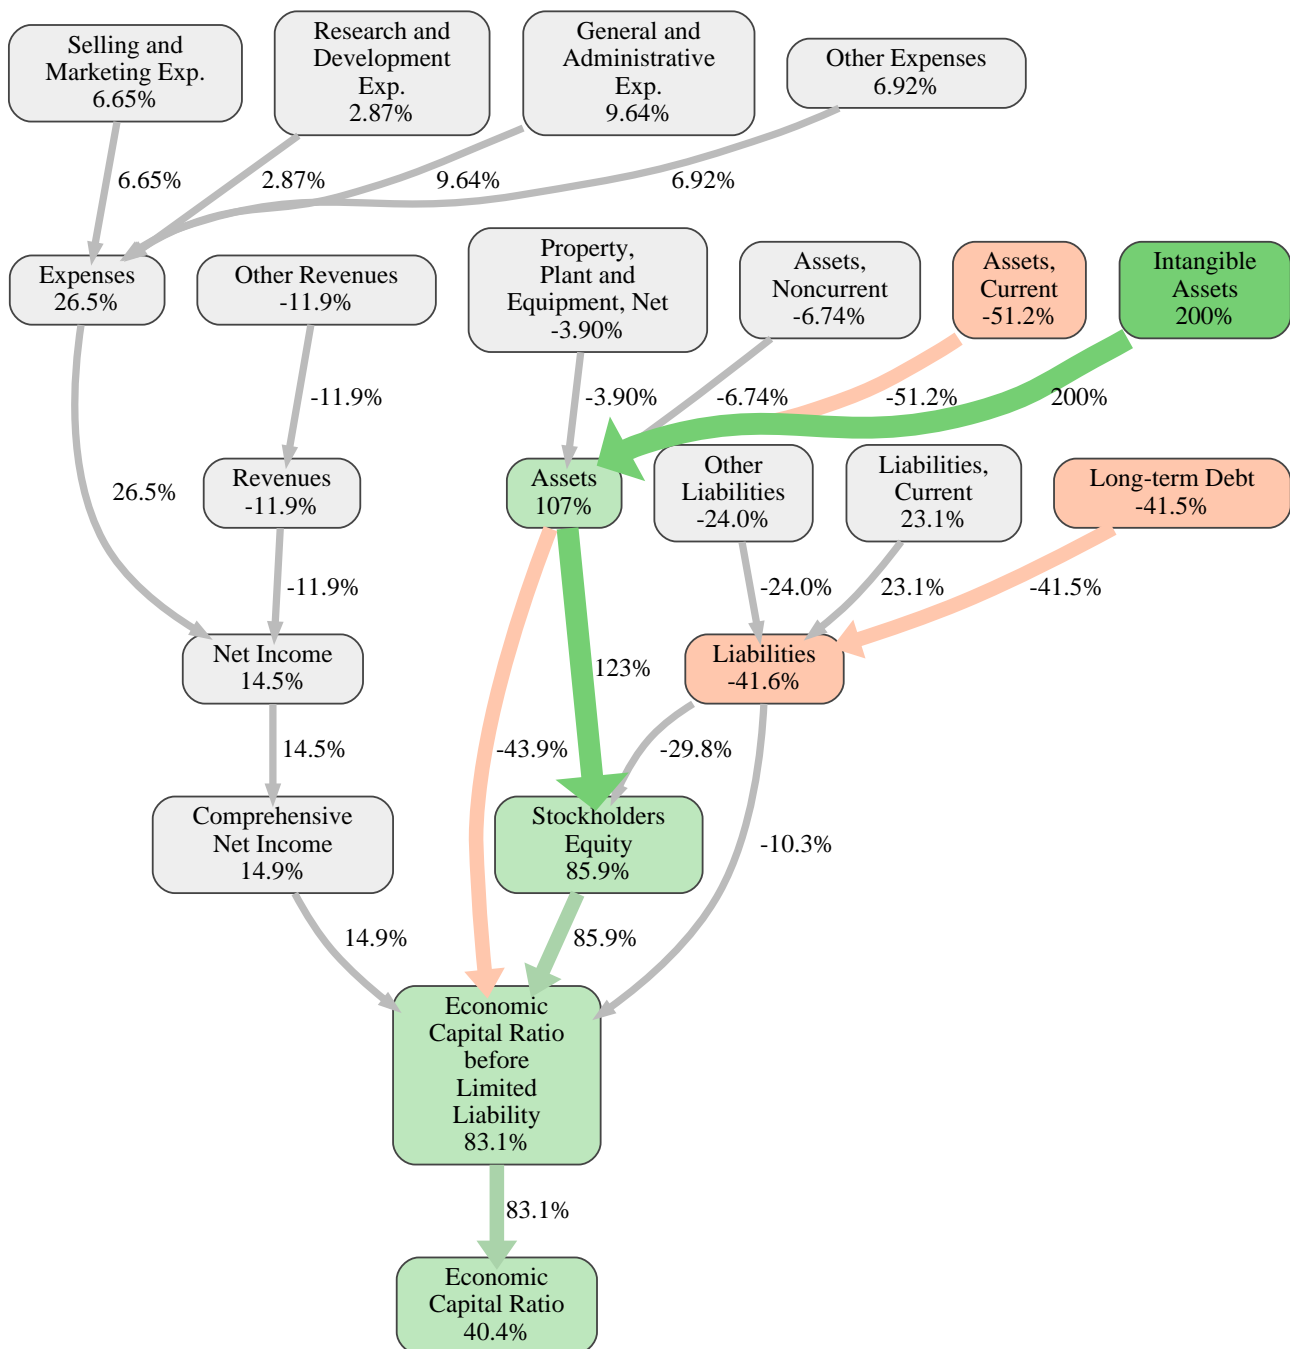 Selling and
Marketing Exp.
6.65%
Research and
Development
Exp.
2.87%
General and
Administrative
Exp.
9.64%
Other Expenses
6.92%
6.65%
2.87%
9.64%
6.92%
Expenses
26.5%
Other Revenues
-11.9%
Property,
Plant and
Equipment, Net
-3.90%
Assets,
Noncurrent
-6.74%
Assets,
Current
-51.2%
Intangible
Assets
200%
-11.9%
-3.90%
-6.74%
-51.2%
200%
26.5%
Revenues
-11.9%
Assets
107%
Other
Liabilities
-24.0%
Liabilities,
Current
23.1%
Long-term Debt
-41.5%
-11.9%
-24.0%
23.1%
-41.5%
Net Income
14.5%
123%
Liabilities
-41.6%
14.5%
-43.9%
-29.8%
Comprehensive
Net Income
14.9%
Stockholders
Equity
85.9%
-10.3%
14.9%
85.9%
Economic
Capital Ratio
before
Limited
Liability
83.1%
83.1%
Economic
Capital Ratio
40.4%